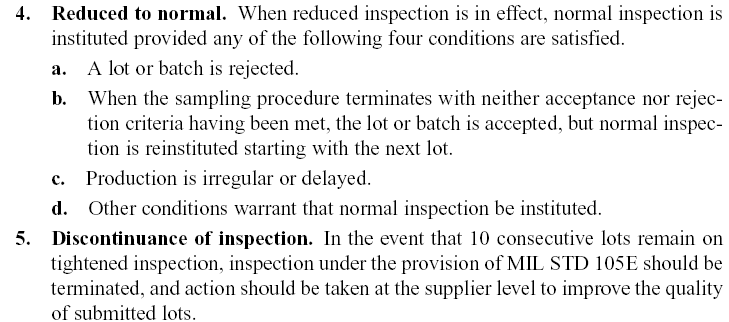 4. Reduced to normal. When reduced inspection is in effect, normal inspection is
instituted provided any of the following four conditions are satisfied.
a. A lot or batch is rejected.
b. When the sampling procedure terminates with neither acceptance nor rejec-
tion criteria having been met, the lot or batch is accepted, but normal inspec-
tion is reinstituted starting with the next lot.
c. Production is irregular or delayed.
d. Other conditions warrant that normal inspection be instituted.
5. Discontinuance of inspection. In the event that 10 consecutive lots remain on
tightened inspection, inspection under the provision of MIL STD 105E should be
terminated, and action should be taken at the supplier level to improve the quality
of submitted lots.